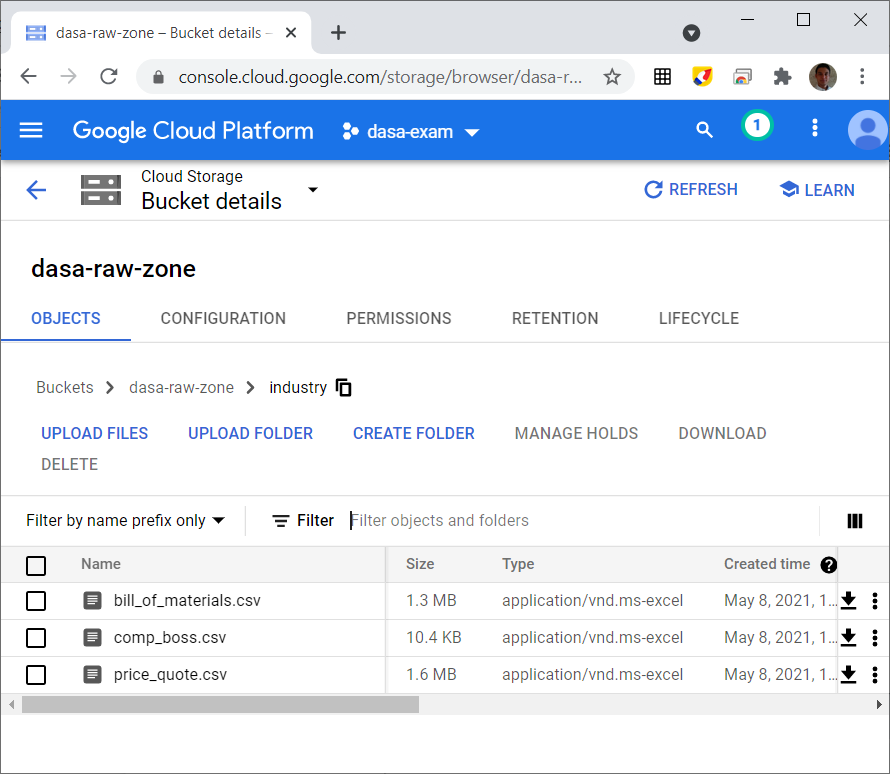 dasa-raw-zone – Bucket details –
console.cloud.google.com/storage/browser/dasa-r...
Google Cloud Platform dasa-exam 1
Cloud Storage
Bucket details REFRESH LEARN
dasa-raw-zone
OBJECTS CONFIGURATION PERMISSIONS RETENTION LIFECYCLE
Buckets dasa-raw-zone industry
UPLOAD FILES UPLOAD FOLDER CREATE FOLDER MANAGE HOLDS DOWNLOAD
DELETE
Filter by name prefix only Filter Filter objects and folders
Name Size Type Created time ?
bill_of_materials.csv 1.3 MB application/vnd.ms-excel May 8, 2021, 1...
comp_boss.csv 10.4 KB application/vnd.ms-excel May 8, 2021, 1...
price_quote.csv 1.6 MB application/vnd.ms-excel May 8, 2021, 1...